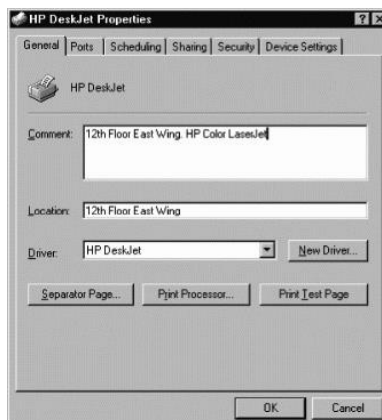 HP DeskJet Properties
General Ports Scheduling Sharing Security Device Settings
HP DeskJet
Comment: 12th Floor East Wing. HP Color LaserJet
Location: 12th Floor East Wing
Driver: HP DeskJet New Driver...
Separator Page... Print Processor... Print Test Page
OK Cancel